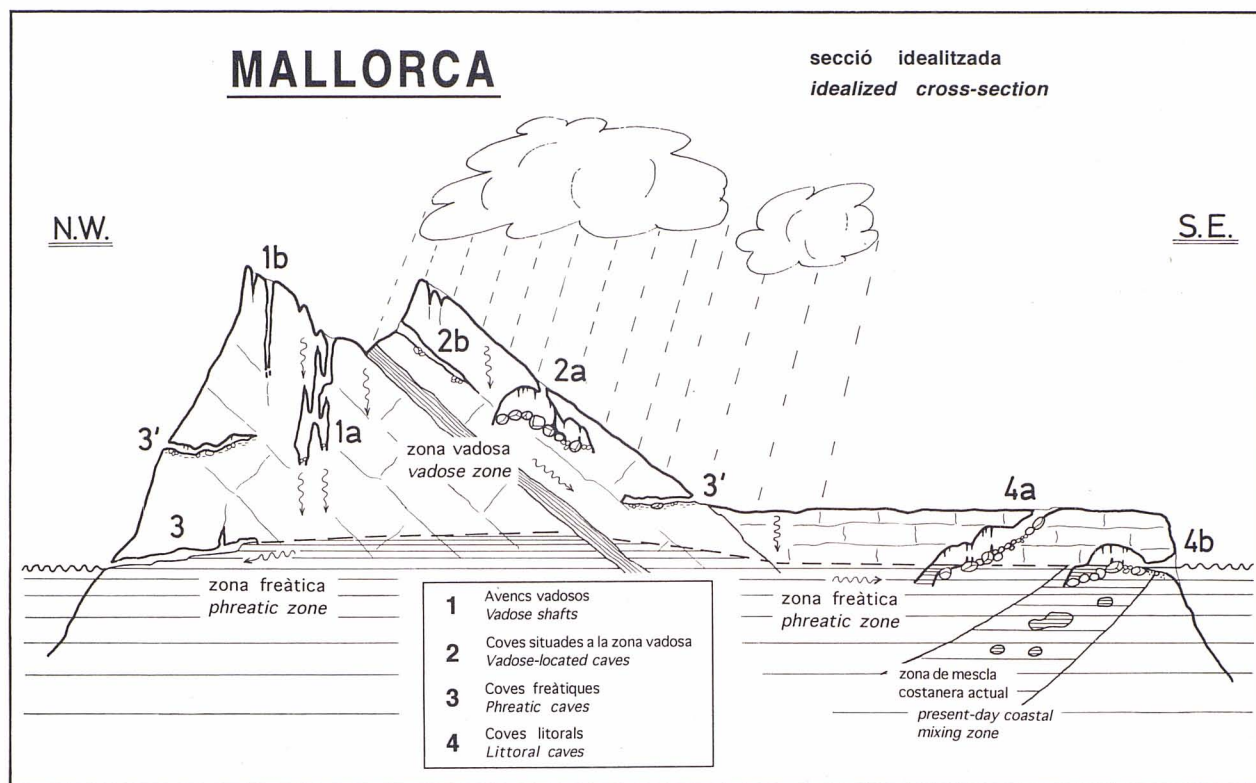 MALLORCA
secció idealitzada
idealized cross-section
N.W.
S.E.
1b
2b
2a
3'
1a
zona vadosa
vadose zone
3'
4a
3
4b
zona freàtica
phreatic zone
zona freàtica
phreatic zone
1 Avencs vadosos
Vadose shafts
2 Coves situades a la zona vadosa
Vadose-located caves
3 Coves freàtiques
Phreatic caves
4 Coves litorals
Littoral caves
zona de mescla
costanera actual
present-day coastal
mixing zone